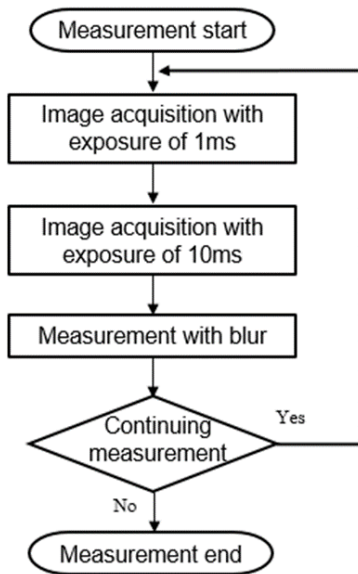 Measurement start
Image acquisition with
exposure of 1ms
Image acquisition with
exposure of 10ms
Measurement with blur
Continuing
measurement
Yes
No
Measurement end